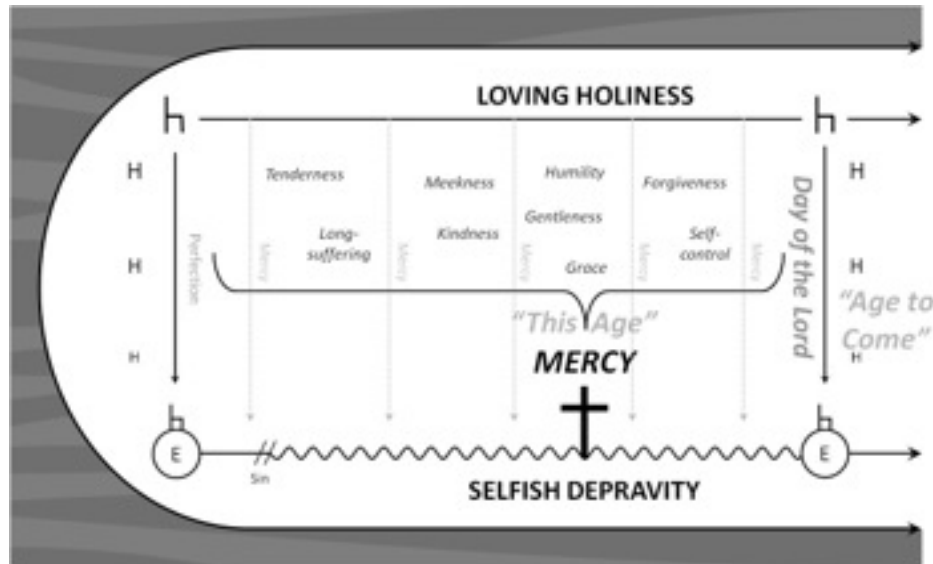 LOVING HOLINESS
H
H
Tenderness
Meekness
Humility
Forgiveness
Gentleness
Long-
suffering
Kindness
Self-
control
Grace
Perfection
Mercy
Mercy
Mercy
Mercy
Day of the Lord
H
H
"This Age"
MERCY
"Age to
Come"
H
H
E
E
Sin
SELFISH DEPRAVITY